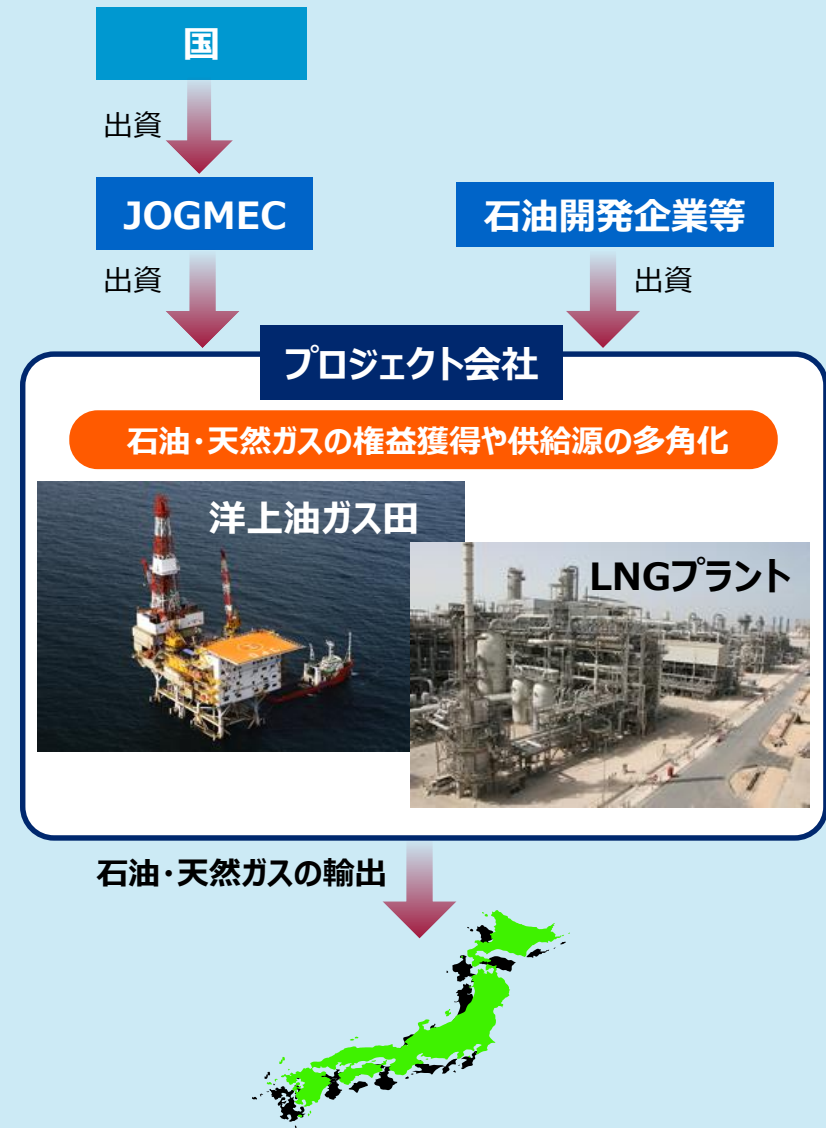 国
出資
JOGMEC
石油開発企業等
出資
出資
プロジェクト会社
石油・天然ガスの権益獲得や供給源の多角化
洋上油ガス田
LNGプラント
石油・天然ガスの輸出